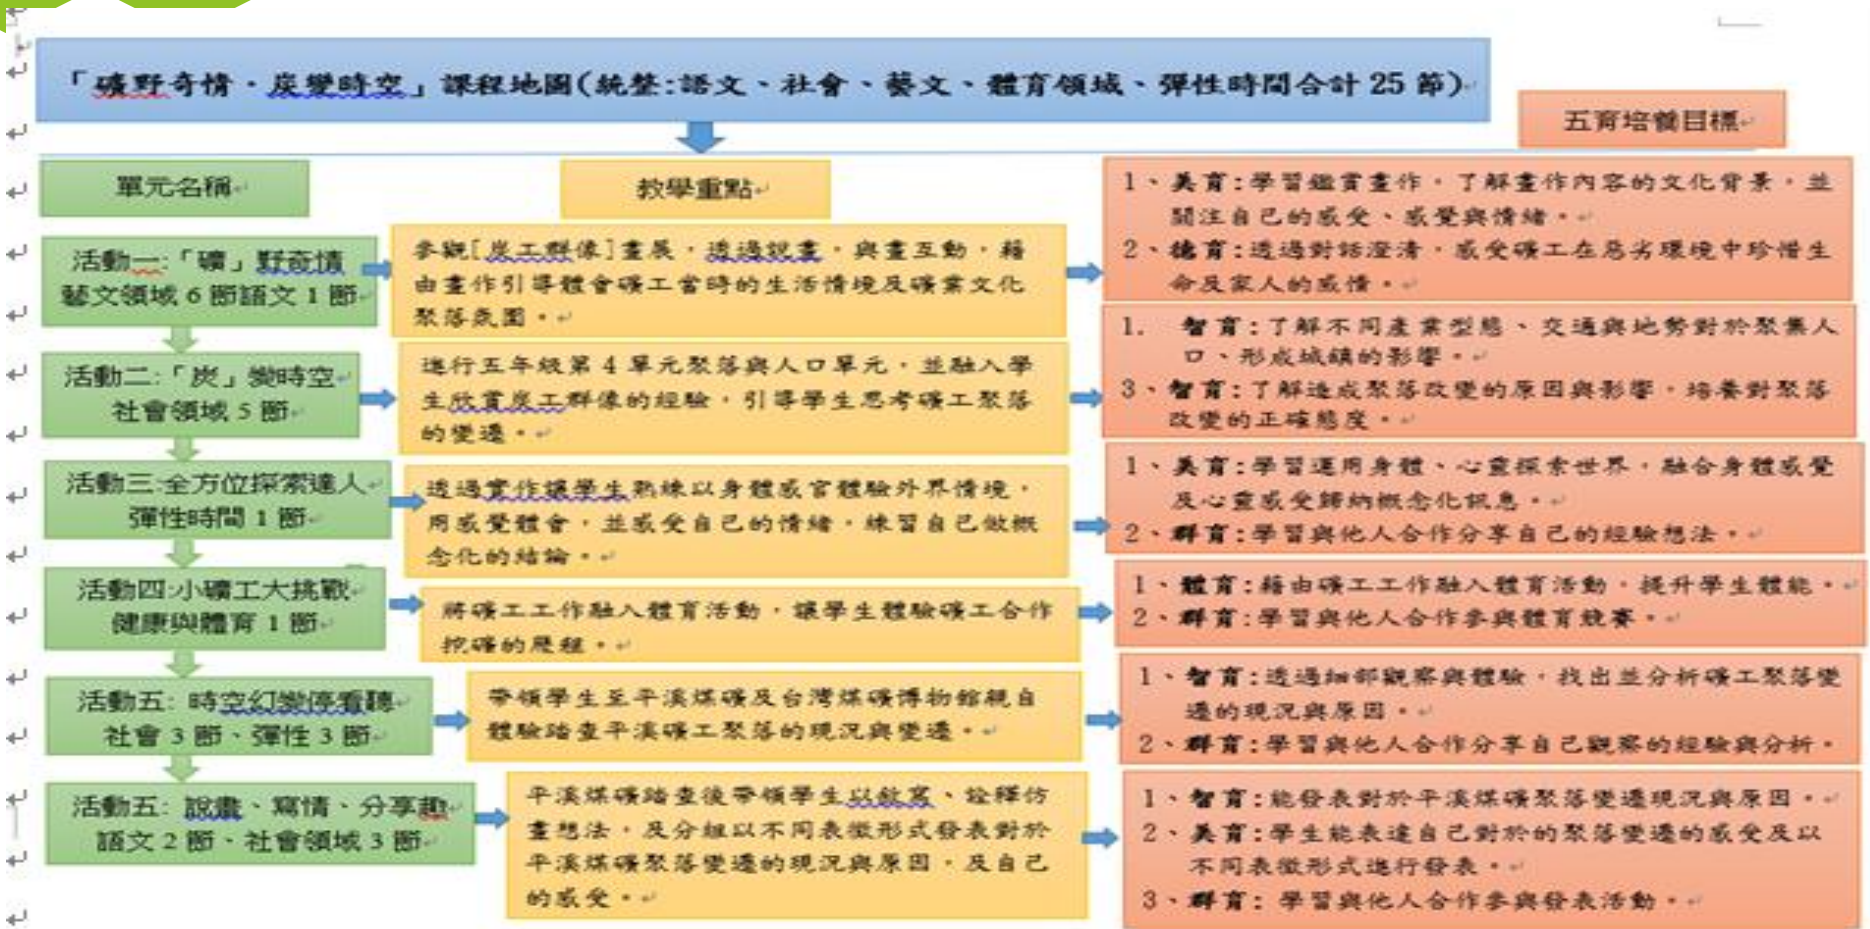 「礦野奇情·炭變時空」課程地圖(統整:語文、社會、藝文、體育領域、彈性時間合計 25 節)
五育培養目標
單元名稱
教學重點
活動一:「礦」野奇情
藝文領域 6 節語文 1 節
參觀[炭工群像]畫展,透過說畫,與畫互動,藉
由畫作引導體會礦工當時的生活情境及礦業文化
聚落氛圍。
1、美育:學習鑑賞畫作,了解畫作內容的文化背景,並
關注自己的感受、感覺與情緒。
2、德育:透過對話澄清,感受礦工在惡劣環境中珍惜生
命及家人的感情。
活動二:「炭」變時空
社會領域 5 節
進行五年級第 4 單元聚落與人口單元,並融入學
生欣賞炭工群像的經驗,引導學生思考礦工聚落
的變遷。
1. 智育:了解不同產業型態、交通與地勢對於聚集人
口、形成城鎮的影響。
3、智育:了解造成聚落改變的原因與影響,培養對聚落
改變的正確態度。
活動三:全方位探索達人
彈性時間 1 節
透過實作讓學生熟練以身體感官體驗外界情境,
用感覺體會,並感受自己的情緒,練習自己做概
念化的結論。
1、美育:學習運用身體、心靈探索世界,融合身體感覺
及心靈感受歸納概念化訊息。
2、群育:學習與他人合作分享自己的經驗想法。
活動四:小礦工大挑戰
健康與體育 1 節
將礦工工作融入體育活動,讓學生體驗礦工合作
挖礦的歷程。
1、體育:藉由礦工工作融入體育活動,提升學生體能。
2、群育:學習與他人合作參與體育競賽。
活動五: 時空幻變停看聽
社會 3 節、彈性 3 節
帶領學生至平溪煤礦及台灣煤礦博物館親自
體驗踏查平溪礦工聚落的現況與變遷。
1、智育:透過細部觀察與體驗,找出並分析礦工聚落變
遷的現況與原因。
2、群育:學習與他人合作分享自己觀察的經驗與分析。
活動五: 說畫、寫情、分享趣
語文 2 節、社會領域 3 節
平溪煤礦踏查後帶領學生以敘寫、詮釋仿
畫想法,及分組以不同表徵形式發表對於
平溪煤礦聚落變遷的現況與原因,及自己
的感受。
1、智育:能發表對於平溪煤礦聚落變遷現況與原因。
2、美育:學生能表達自己對於的聚落變遷的感受及以
不同表徵形式進行發表。
3、群育: 學習與他人合作參與發表活動。